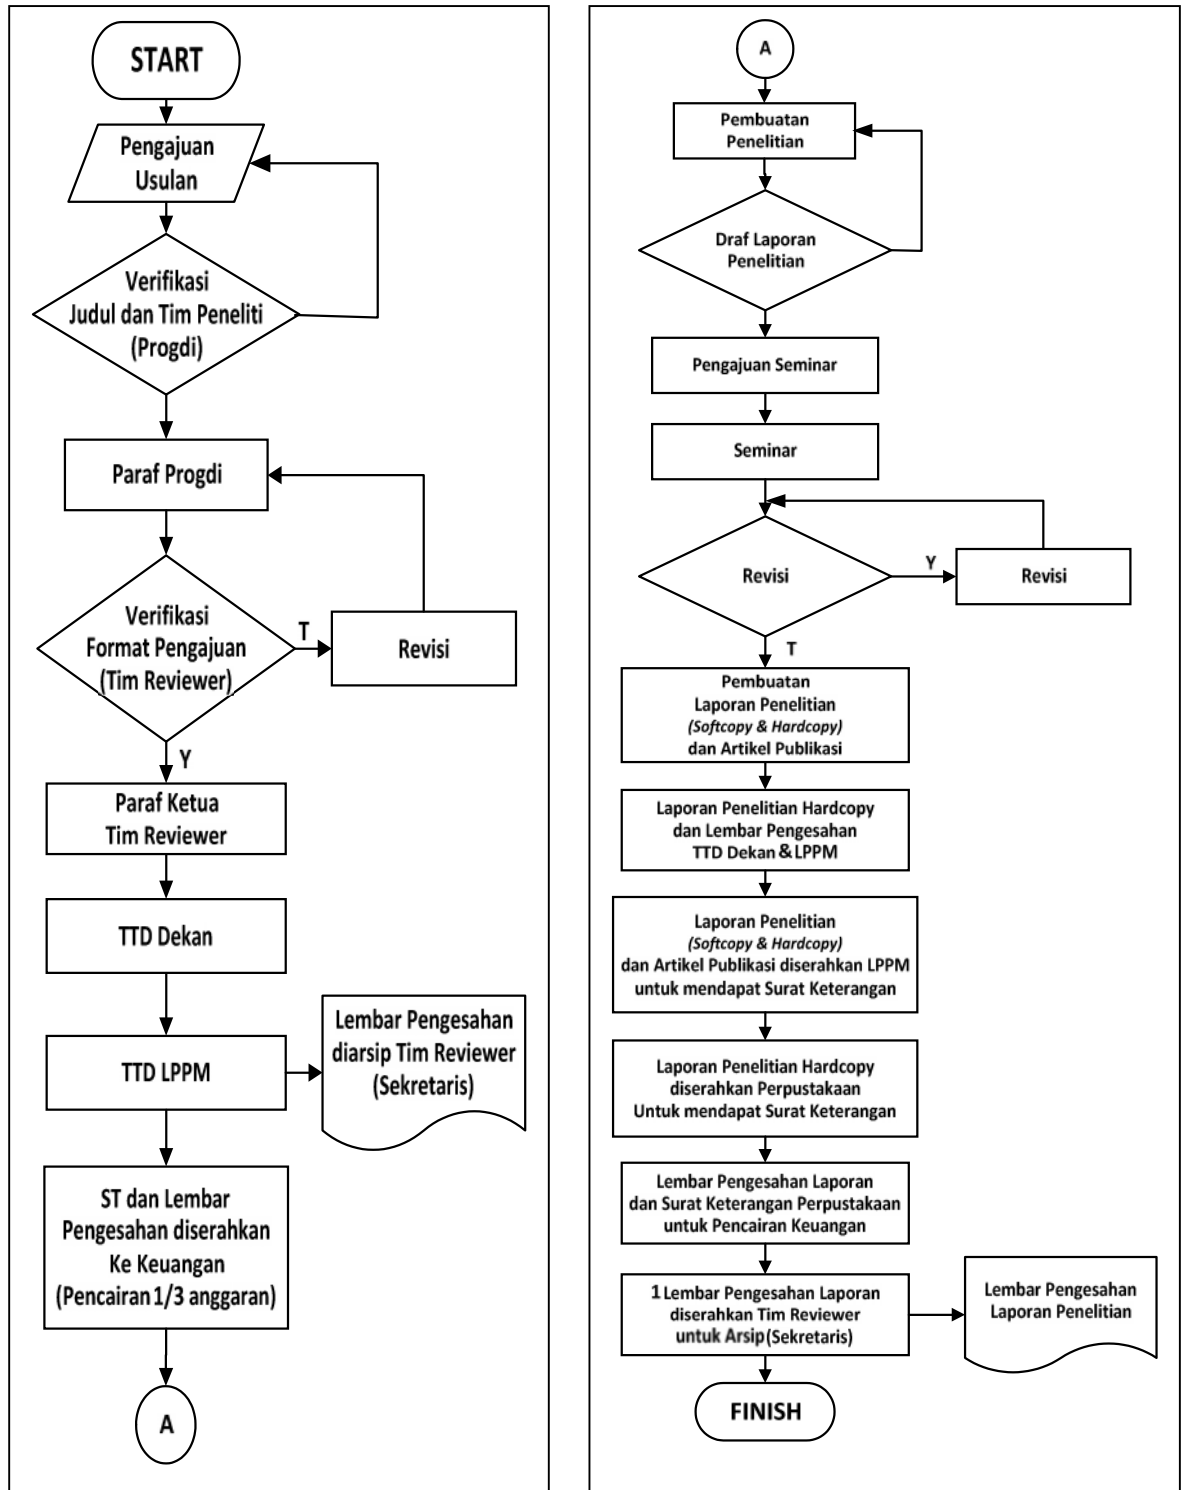 START
Pengajuan
Usulan
Verifikasi
Judul dan Tim Peneliti
(Progdi)
Paraf Progdi
Verifikasi
Format Pengajuan
(Tim Reviewer)
T
Revisi
Y
Paraf Ketua
Tim Reviewer
TTD Dekan
TTD LPPM
Lembar Pengesahan
diarsip Tim Reviewer
(Sekretaris)
ST dan Lembar
Pengesahan diserahkan
Ke Keuangan
(Pencairan 1/3 anggaran)
A
A
Pembuatan
Penelitian
Draf Laporan
Penelitian
Pengajuan Seminar
Seminar
Revisi
Y
Revisi
T
Pembuatan
Laporan Penelitian
(Softcopy & Hardcopy)
dan Artikel Publikasi
Laporan Penelitian Hardcopy
dan Lembar Pengesahan
TTD Dekan & LPPM
Laporan Penelitian
(Softcopy & Hardcopy)
dan Artikel Publikasi diserahkan LPPM
untuk mendapat Surat Keterangan
Laporan Penelitian Hardcopy
diserahkan Perpustakaan
Untuk mendapat Surat Keterangan
Lembar Pengesahan Laporan
dan Surat Keterangan Perpustakaan
untuk Pencairan Keuangan
1 Lembar Pengesahan Laporan
diserahkan Tim Reviewer
untuk Arsip (Sekretaris)
Lembar Pengesahan
Laporan Penelitian
FINISH